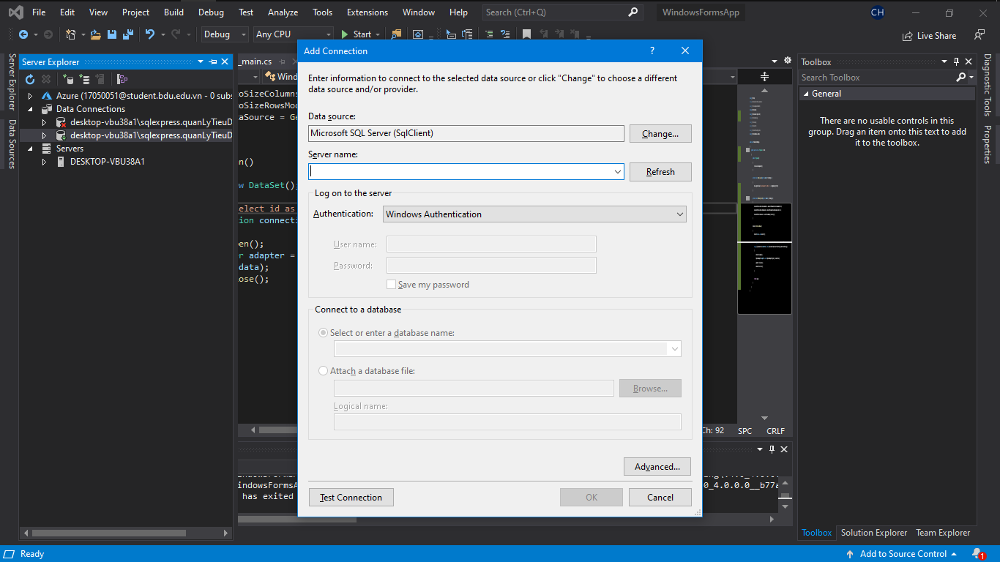 File Edit View Project Build Debug Test Analyze Tools Extensions Window Help Search (Ctrl+Q) WindowsFormsApp CH
Debug Any CPU Start Live Share
Server Explorer
Data Sources
Server Explorer
Azure (17050051@student.bdu.edu.vn - 0 subs
Data Connections
desktop-vbu38a1\sqlexpress.quanLyTieuD
desktop-vbu38a1\sqlexpress.quanLyTieuD
Servers
DESKTOP-VBU38A1
_main.cs
Wind
toSizeColumns
toSizeRowsMod
taSource = Ge
n()
w DataSet();
elect id as
ion connecti
pen();
r adapter =
data);
ose();
Add Connection ?
Enter information to connect to the selected data source or click "Change" to choose a different
data source and/or provider.
Data source:
Microsoft SQL Server (SqlClient) Change...
Server name:
Refresh
Log on to the server
Authentication: Windows Authentication
User name:
Password:
Save my password
Connect to a database
Select or enter a database name:
Attach a database file:
Browse...
Logical name:
Advanced...
Test Connection OK Cancel
Ch: 92 SPC CRLF
indowsFormsA
0_4.0.0.0__b77a
has exited
Toolbox
Search Toolbox
General
There are no usable controls in this
group. Drag an item onto this text to add
it to the toolbox.
Toolbox Solution Explorer Team Explorer
Diagnostic Tools
Properties
Ready Add to Source Control 1